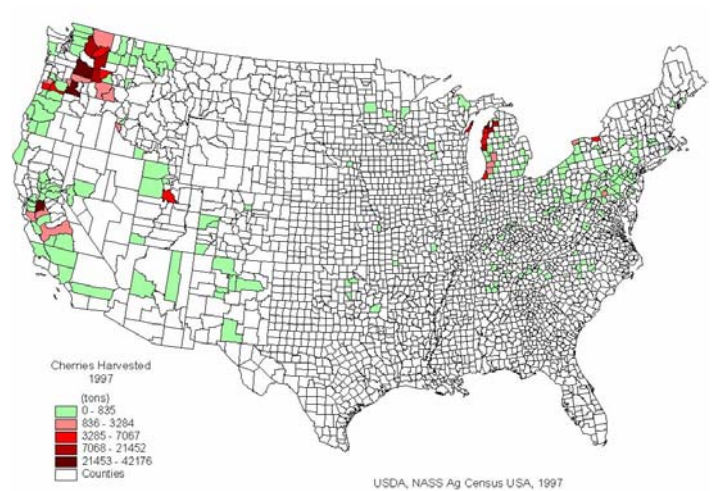 Cherries Harvested
1997
(tons)
0 - 835
836 - 3284
3285 - 7067
7068 - 21452
21453 - 42176
Counties
USDA, NASS Ag Census USA, 1997